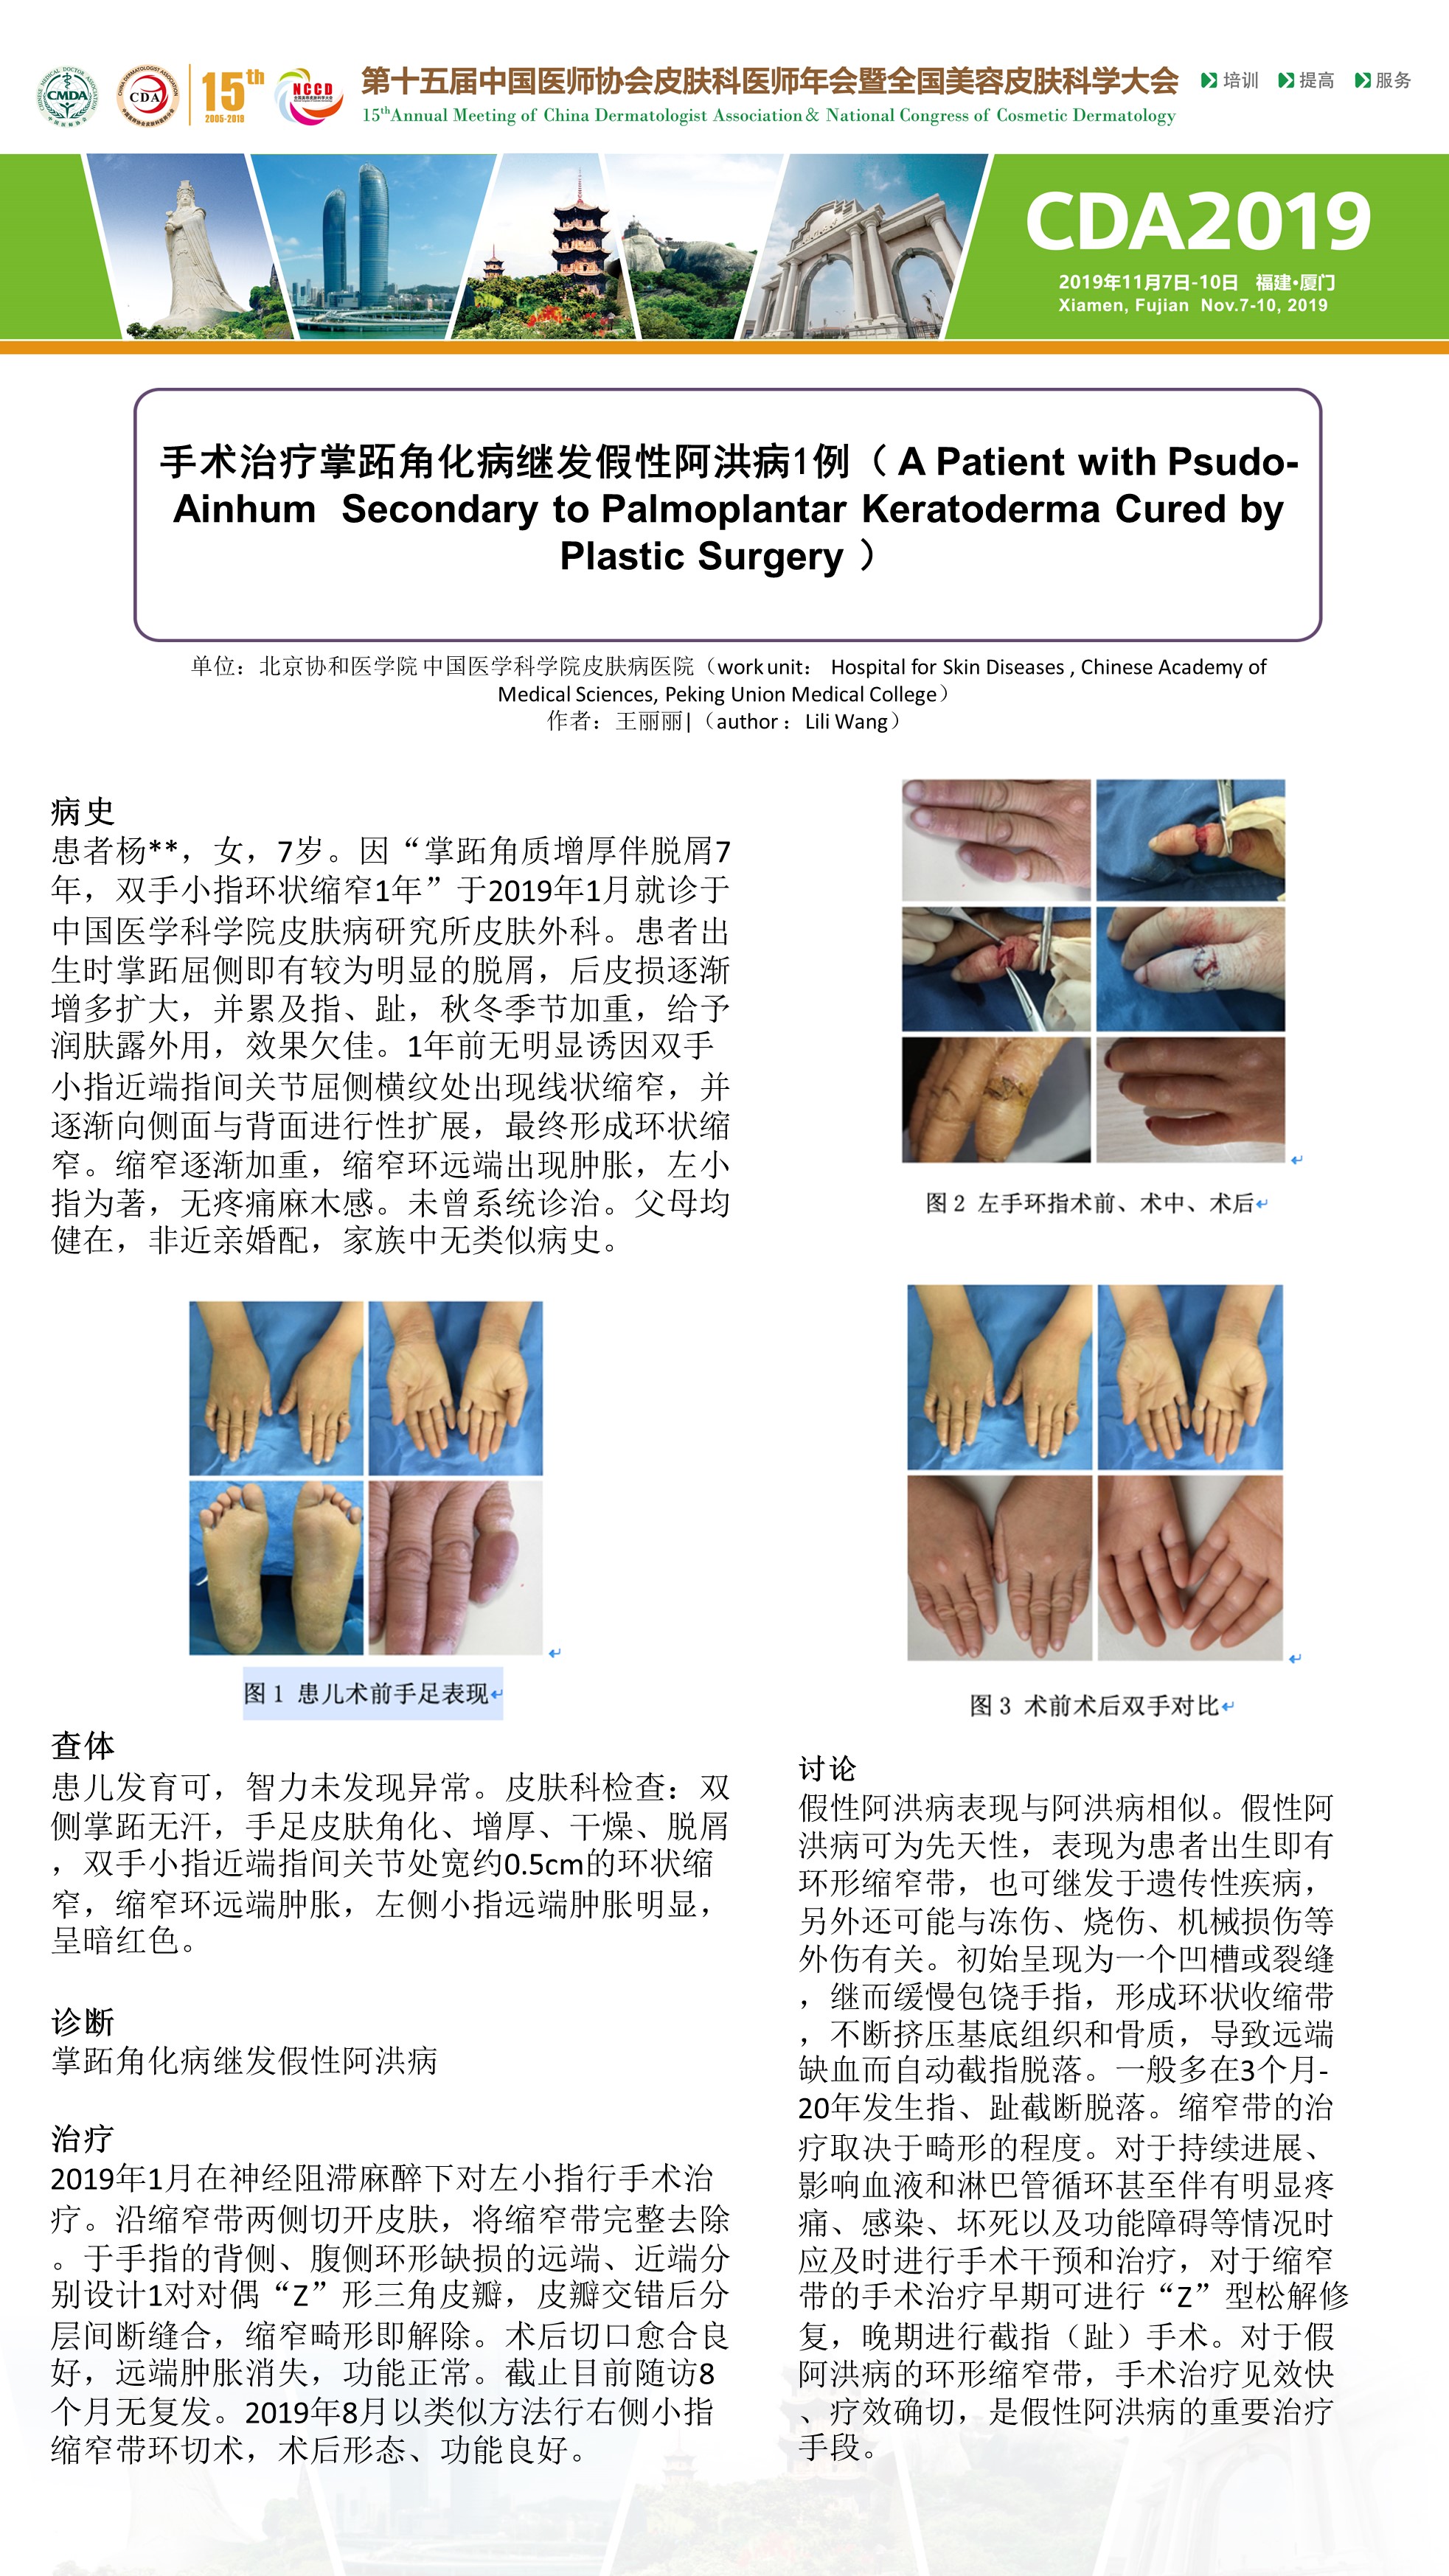 CMDA
CDA
15th
2005-2019
NCCD
第十五届中国医师协会皮肤科医师年会暨全国美容皮肤科学大会
15thAnnual Meeting of China Dermatologist Association& National Congress of Cosmetic Dermatology
培训 提高 服务
CDA2019
2019年11月7日-10日 福建•厦门
Xiamen, Fujian Nov.7-10, 2019
手术治疗掌跖角化病继发假性阿洪病1例（ A Patient with Psudo-
Ainhum Secondary to Palmoplantar Keratoderma Cured by
Plastic Surgery ）
单位：北京协和医学院 中国医学科学院皮肤病医院（work unit： Hospital for Skin Diseases , Chinese Academy of
Medical Sciences, Peking Union Medical College）
作者：王丽丽|（author： Lili Wang）
病史
患者杨**，女，7岁。因“掌跖角质增厚伴脱屑7
年，双手小指环状缩窄1年”于2019年1月就诊于
中国医学科学院皮肤病研究所皮肤外科。患者出
生时掌跖屈侧即有较为明显的脱屑，后皮损逐渐
增多扩大，并累及指、趾，秋冬季节加重，给予
润肤露外用，效果欠佳。1年前无明显诱因双手
小指近端指间关节屈侧横纹处出现线状缩窄，并
逐渐向侧面与背面进行性扩展，最终形成环状缩
窄。缩窄逐渐加重，缩窄环远端出现肿胀，左小
指为著，无疼痛麻木感。未曾系统诊治。父母均
健在，非近亲婚配，家族中无类似病史。
图 1 患儿术前手足表现
查体
患儿发育可，智力未发现异常。皮肤科检查：双
侧掌跖无汗，手足皮肤角化、增厚、干燥、脱屑
，双手小指近端指间关节处宽约0.5cm的环状缩
窄，缩窄环远端肿胀，左侧小指远端肿胀明显，
呈暗红色。
诊断
掌跖角化病继发假性阿洪病
治疗
2019年1月在神经阻滞麻醉下对左小指行手术治
疗。沿缩窄带两侧切开皮肤，将缩窄带完整去除
。于手指的背侧、腹侧环形缺损的远端、近端分
别设计1对对偶“Z”形三角皮瓣，皮瓣交错后分
层间断缝合，缩窄畸形即解除。术后切口愈合良
好，远端肿胀消失，功能正常。截止目前随访8
个月无复发。2019年8月以类似方法行右侧小指
缩窄带环切术，术后形态、功能良好。
图 2 左手环指术前、术中、术后
图 3 术前术后双手对比
讨论
假性阿洪病表现与阿洪病相似。假性阿
洪病可为先天性，表现为患者出生即有
环形缩窄带，也可继发于遗传性疾病，
另外还可能与冻伤、烧伤、机械损伤等
外伤有关。初始呈现为一个凹槽或裂缝
，继而缓慢包饶手指，形成环状收缩带
，不断挤压基底组织和骨质，导致远端
缺血而自动截指脱落。一般多在3个月-
20年发生指、趾截断脱落。缩窄带的治
疗取决于畸形的程度。对于持续进展、
影响血液和淋巴管循环甚至伴有明显疼
痛、感染、坏死以及功能障碍等情况时
应及时进行手术干预和治疗，对于缩窄
带的手术治疗早期可进行“Z”型松解修
复，晚期进行截指（趾）手术。对于假
阿洪病的环形缩窄带，手术治疗见效快
、疗效确切，是假性阿洪病的重要治疗
手段。